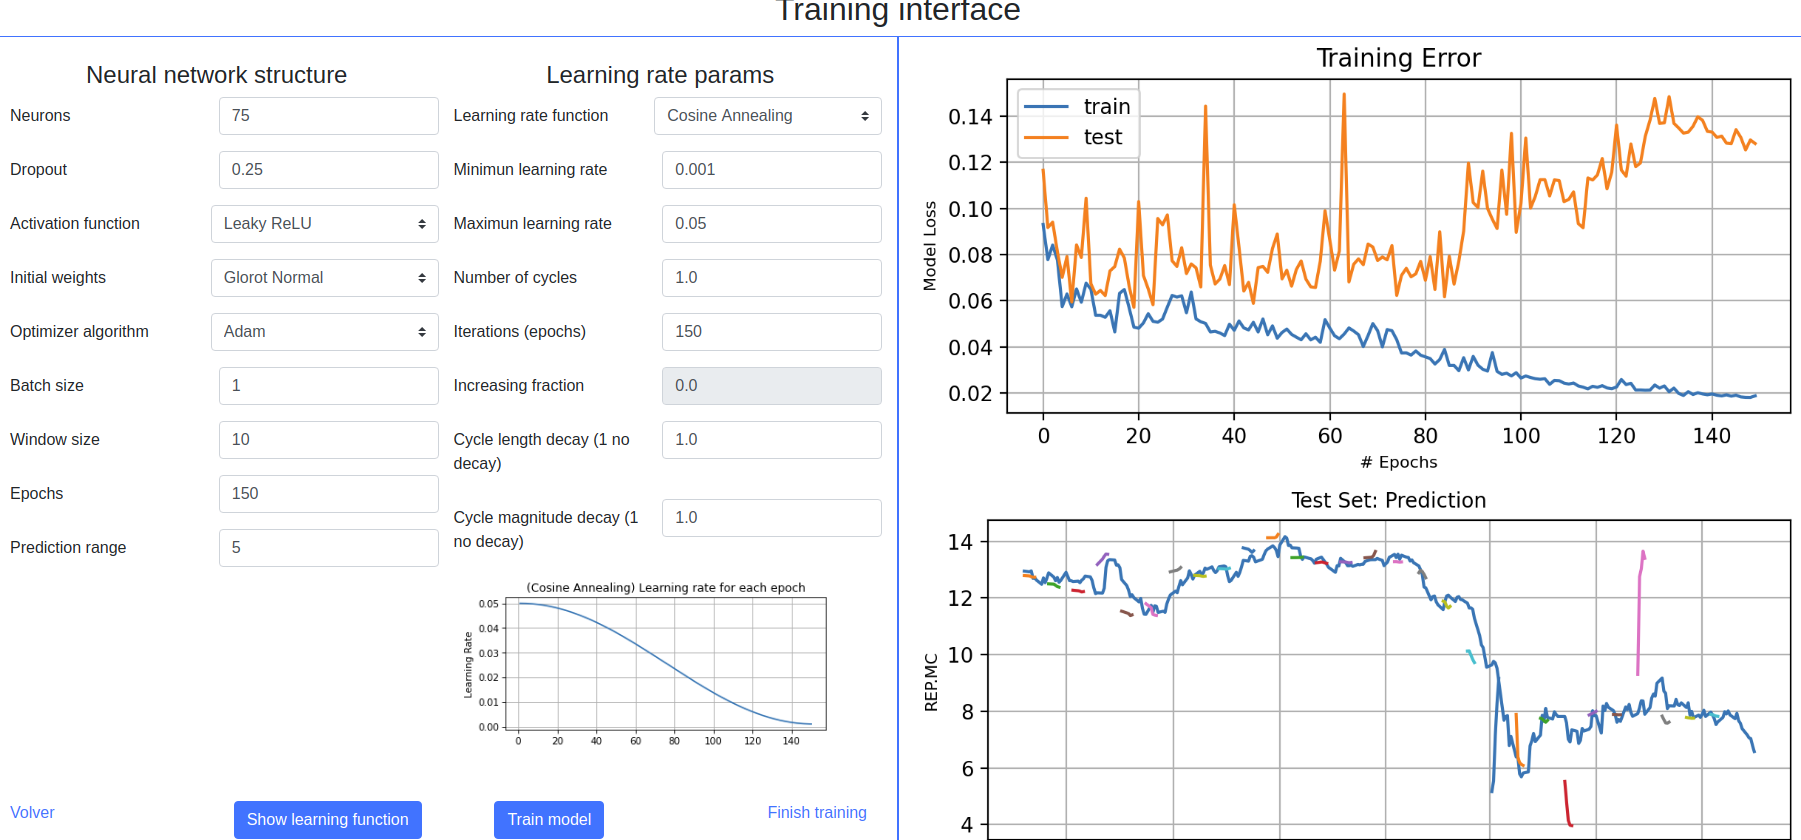 Training interface
Neural network structure
Neurons
75
Dropout
0.25
Activation function
Leaky ReLU
Initial weights
Glorot Normal
Optimizer algorithm
Adam
Batch size
1
Window size
10
Epochs
150
Prediction range
5
Learning rate params
Learning rate function
Cosine Annealing
Minimun learning rate
0.001
Maximun learning rate
0.05
Number of cycles
1.0
Iterations (epochs)
150
Increasing fraction
0.0
Cycle length decay (1 no
decay)
1.0
Cycle magnitude decay (1
no decay)
1.0
(Cosine Annealing) Learning rate for each epoch
Learning Rate
0.05
0.04
0.03
0.02
0.01
0.00
0 20 40 60 80 100 120 140
Volver
Show learning function
Train model
Finish training
Training Error
train
test
Model Loss
0.14
0.12
0.10
0.08
0.06
0.04
0.02
0 20 40 60 80 100 120 140
# Epochs
Test Set: Prediction
REP.MC
14
12
10
8
6
4